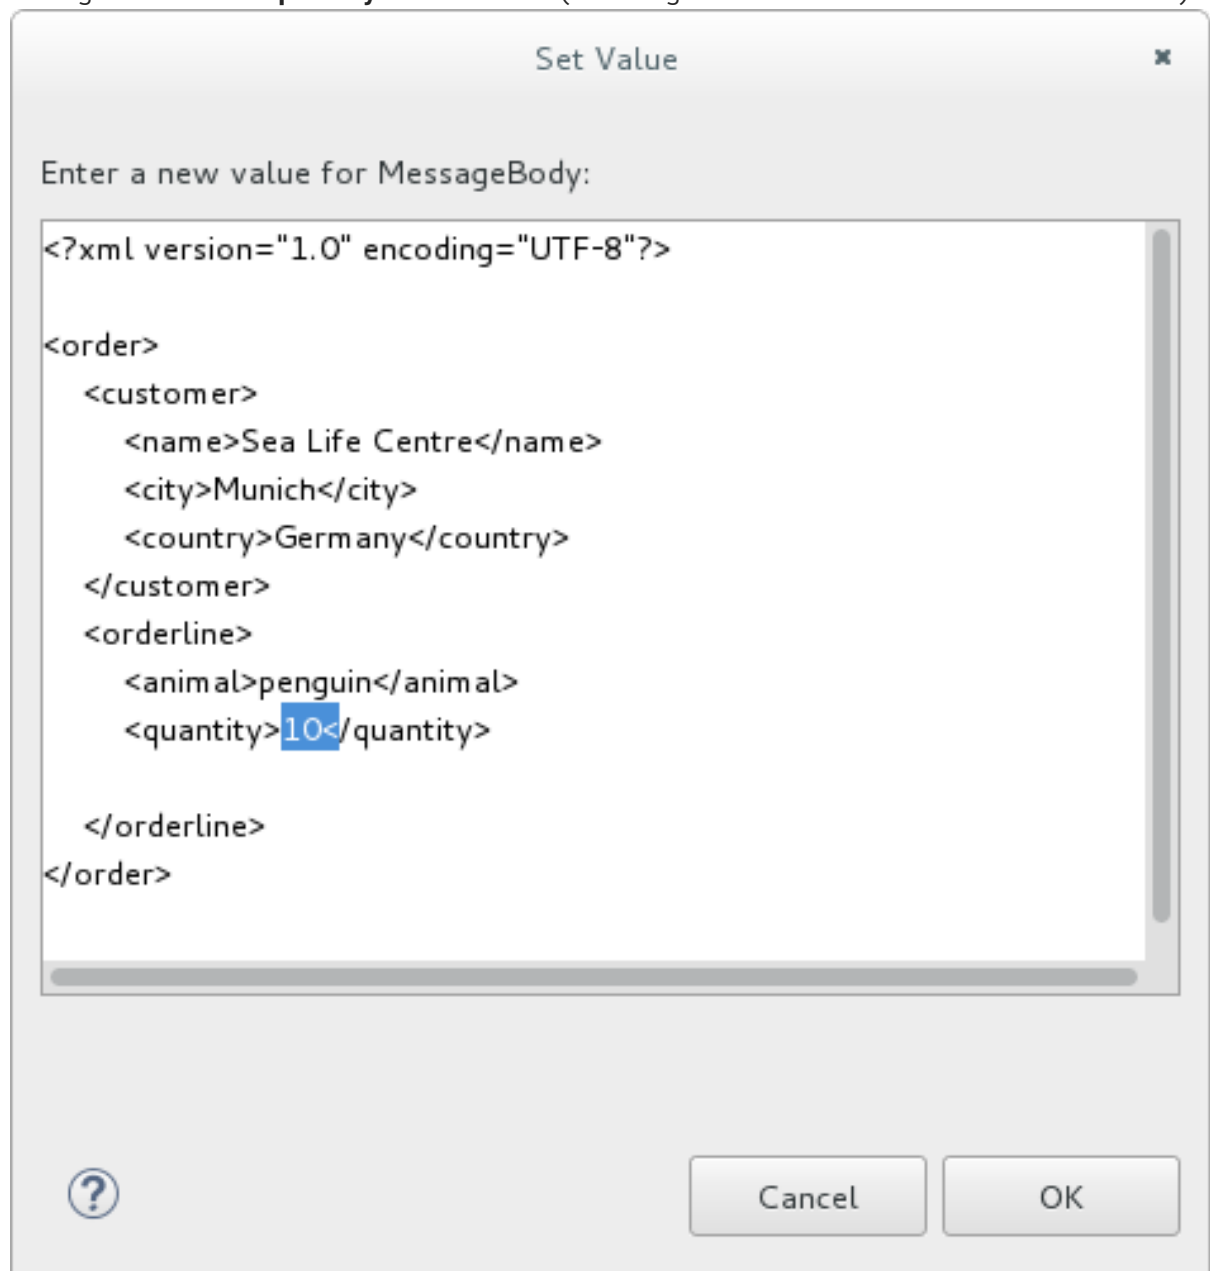 Set Value
Enter a new value for MessageBody:
<?xml version="1.0" encoding="UTF-8"?>
<order>
<customer>
<name>Sea Life Centre</name>
<city>Munich</city>
<country>Germany</country>
</customer>
<orderline>
<animal>penguin</animal>
<quantity>10</quantity>
</orderline>
</order>
Cancel OK